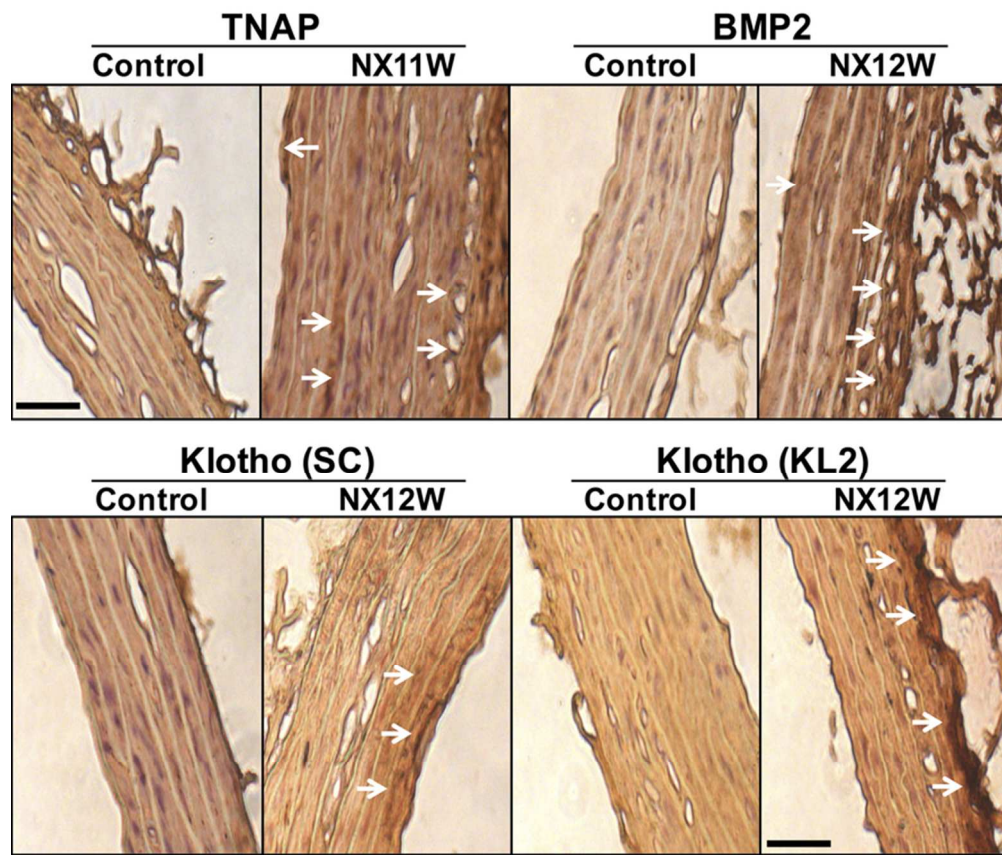 TNAP BMP2
Control NX11W Control NX12W
Klotho (SC) Klotho (KL2)
Control NX12W Control NX12W